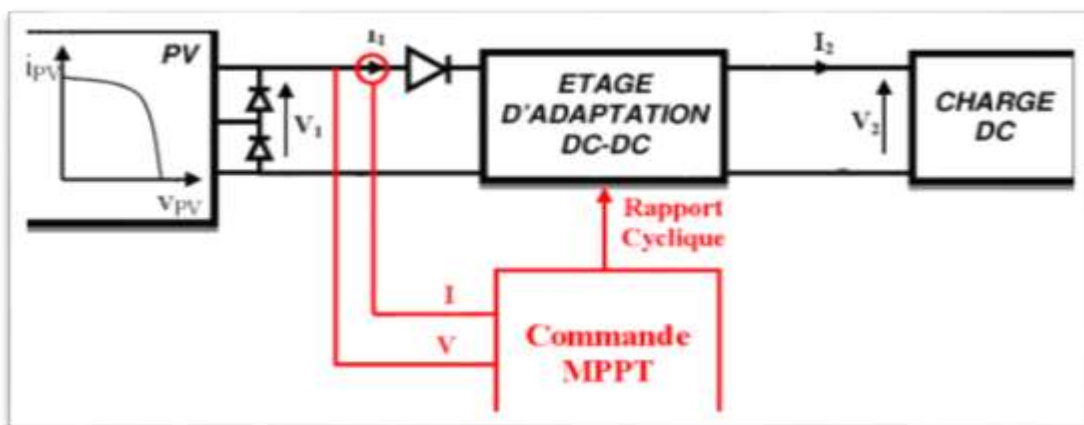 PV
iPV
vPV
V1
I1
ETAGE
D'ADAPTATION
DC-DC
I2
V2
CHARGE
DC
Rapport
Cyclique
I
V
Commande
MPPT